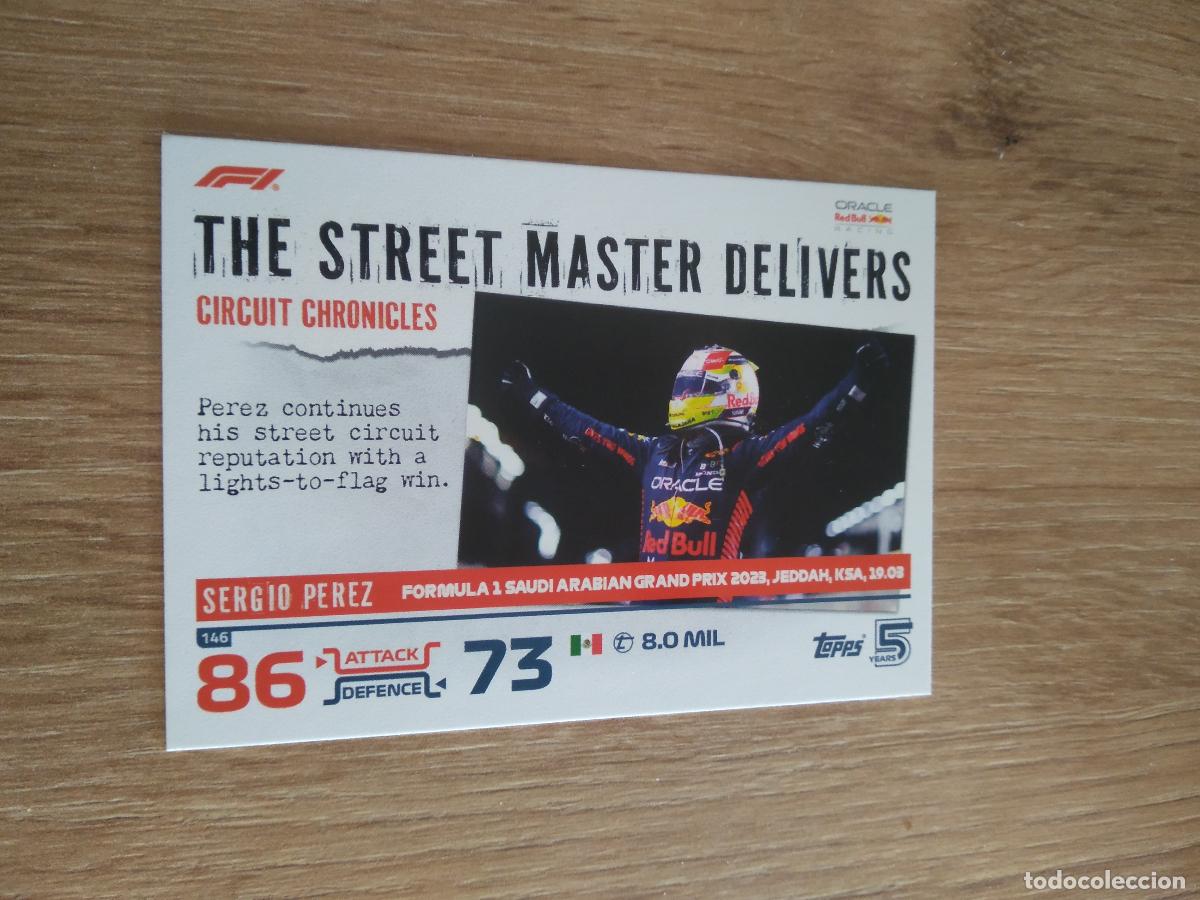 F1
ORACLE
Red Bull
RACING
THE STREET MASTER DELIVERS
CIRCUIT CHRONICLES
Perez continues
his street circuit
reputation with a
lights-to-flag win.
Red Bull
ORACLE
Red Bull
SERGIO PEREZ
FORMULA 1 SAUDI ARABIAN GRAND PRIX 2023, JEDDAH, KSA, 19.03
146
86 ATTACK
DEFENCE 73
8.0 MIL
topps® 5
YEARS
todocoleccion